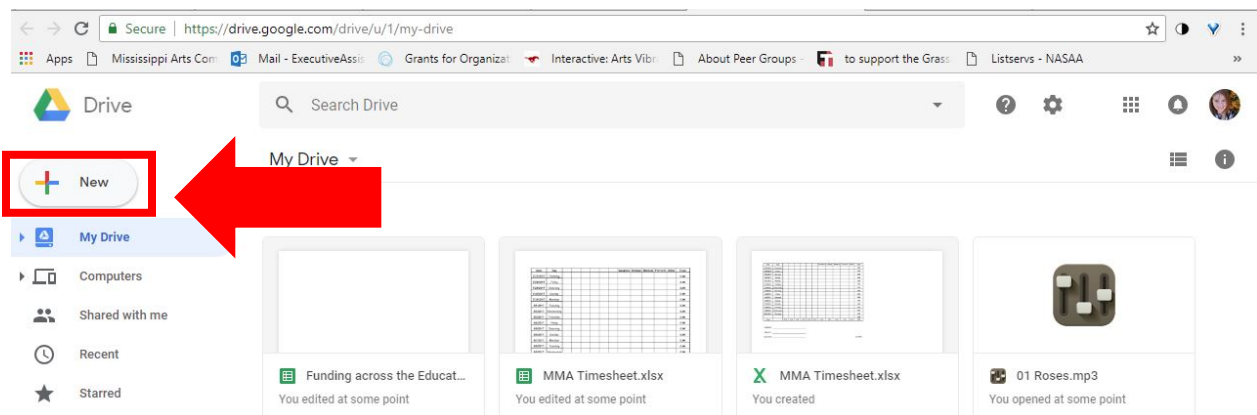 Secure | https://drive.google.com/drive/u/1/my-drive
Apps Mississippi Arts Com Mail - ExecutiveAssis Grants for Organizat Interactive: Arts Vibr About Peer Groups - to support the Grass Listservs - NASAA »
Drive Search Drive
My Drive
New
My Drive
Computers
Shared with me
Recent
Starred
Funding across the Educat... MMA Timesheet.xlsx MMA Timesheet.xlsx 01 Roses.mp3
You edited at some point You edited at some point You created You opened at some point